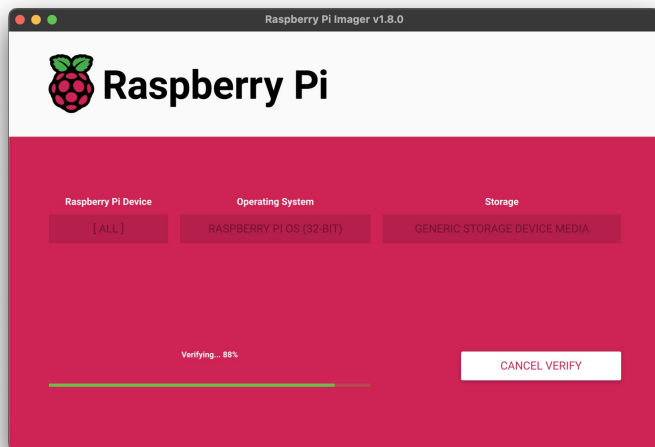 Raspberry Pi Imager v1.8.0
Raspberry Pi
Raspberry Pi Device
Operating System
Storage
[ ALL ]
RASPBERRY PI OS (32-BIT)
GENERIC STORAGE DEVICE MEDIA
Verifying... 88%
CANCEL VERIFY